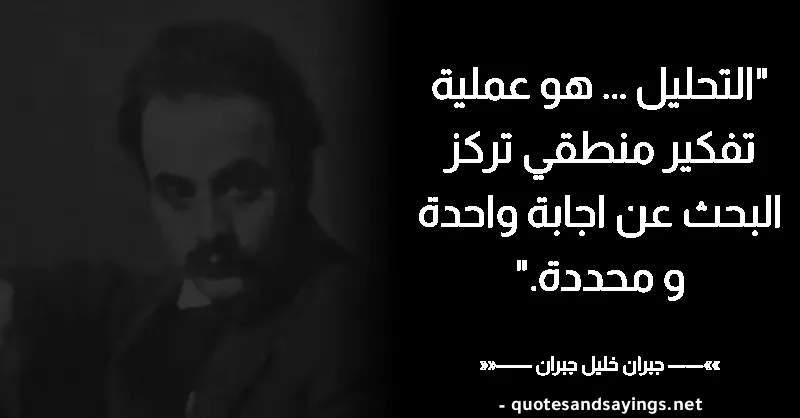 "التحليل ... هو عملية
تفكير منطقي تركز
البحث عن اجابة واحدة
و محددة."
»»—— جبران خليل جبران ——««
- quotesandsayings.net